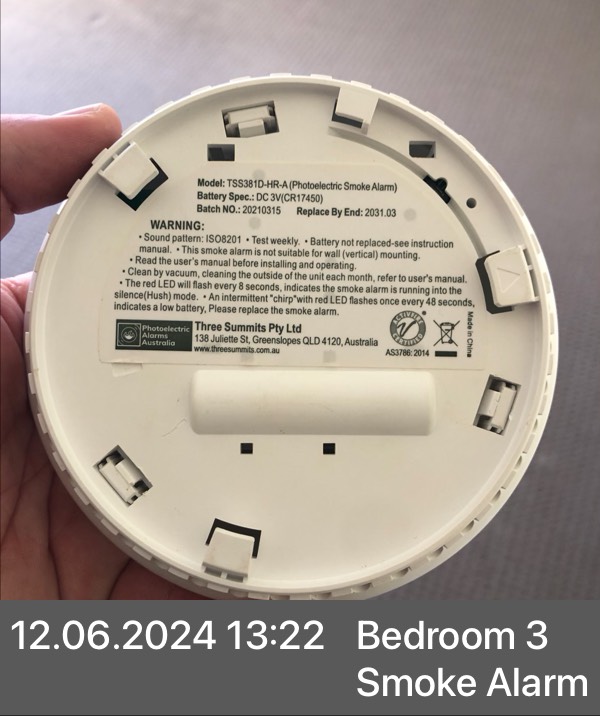 Model: TSS381D-HR-A (Photoelectric Smoke Alarm)
Battery Spec.: DC 3V(CR17450)
Batch NO.: 20210315 Replace By End: 2031.03
WARNING:
• Sound pattern: ISO8201 • Test weekly. • Battery not replaced-see instruction
manual. • This smoke alarm is not suitable for wall (vertical) mounting.
• Read the user's manual before installing and operating.
• Clean by vacuum, cleaning the outside of the unit each month, refer to user's manual.
• The red LED will flash every 8 seconds, indicates the smoke alarm is running into the
silence(Hush) mode. • An intermittent "chirp"with red LED flashes once every 48 seconds,
indicates a low battery, Please replace the smoke alarm.
Photoelectric
Alarms
Australia
Three Summits Pty Ltd
138 Juliette St, Greenslopes QLD 4120, Australia
www.threesummits.com.au
AS3786: 2014
Made in China
12.06.2024 13:22 Bedroom 3
Smoke Alarm